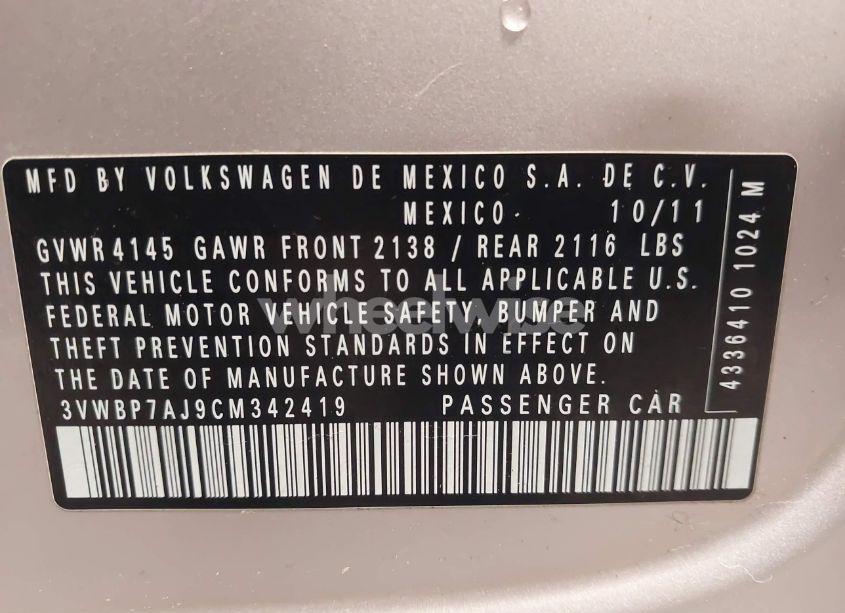 MFD BY VOLKSWAGEN DE MEXICO S.A. DE C.V.
MEXICO 10/11
GVWR 4145 GAWR FRONT 2138 / REAR 2116 LBS
THIS VEHICLE CONFORMS TO ALL APPLICABLE U.S.
FEDERAL MOTOR VEHICLE SAFETY, BUMPER AND
THEFT PREVENTION STANDARDS IN EFFECT ON
THE DATE OF MANUFACTURE SHOWN ABOVE.
3VWBP7AJ9CM342419 PASSENGER CAR
4336410 1024 M
wheelwise